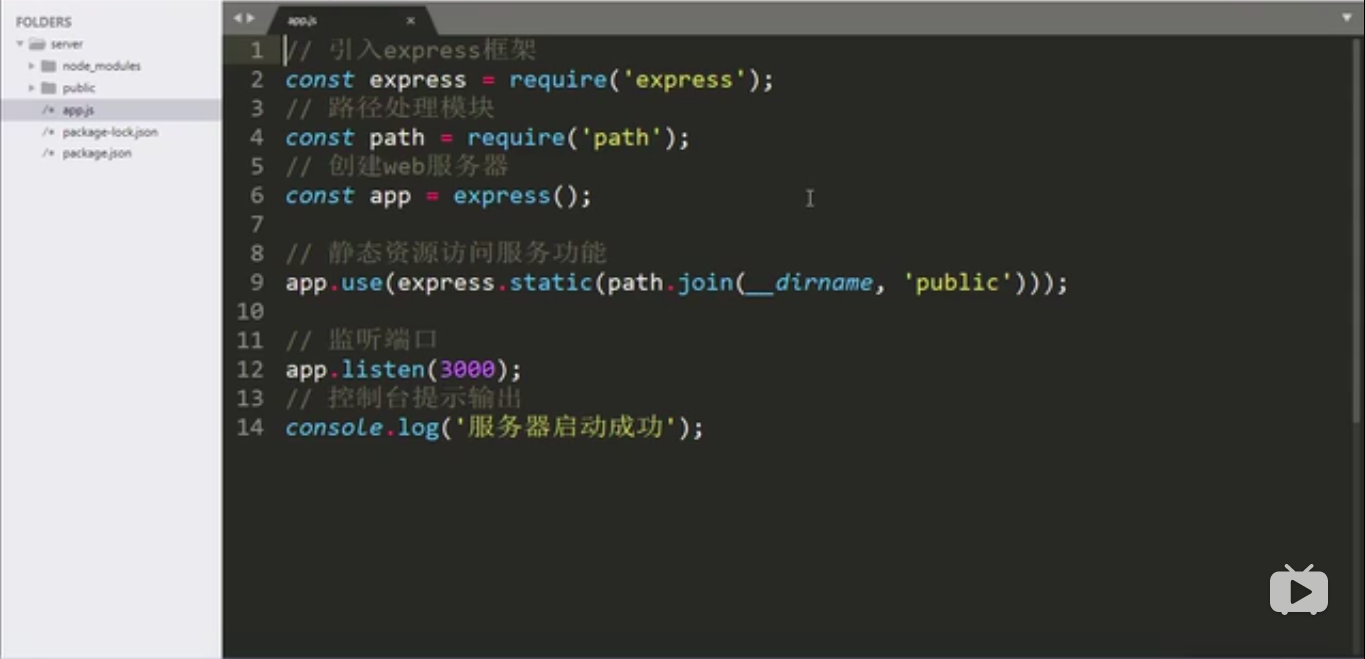 FOLDERS
server
node_modules
public
app.js
package-lock.json
package.json
app.js ×
1 // 引入express框架
2 const express = require('express');
3 // 路径处理模块
4 const path = require('path');
5 // 创建web服务器
6 const app = express();
7
8 // 静态资源访问服务功能
9 app.use(express.static(path.join(__dirname, 'public')));
10
11 // 监听端口
12 app.listen(3000);
13 // 控制台提示输出
14 console.log('服务器启动成功');